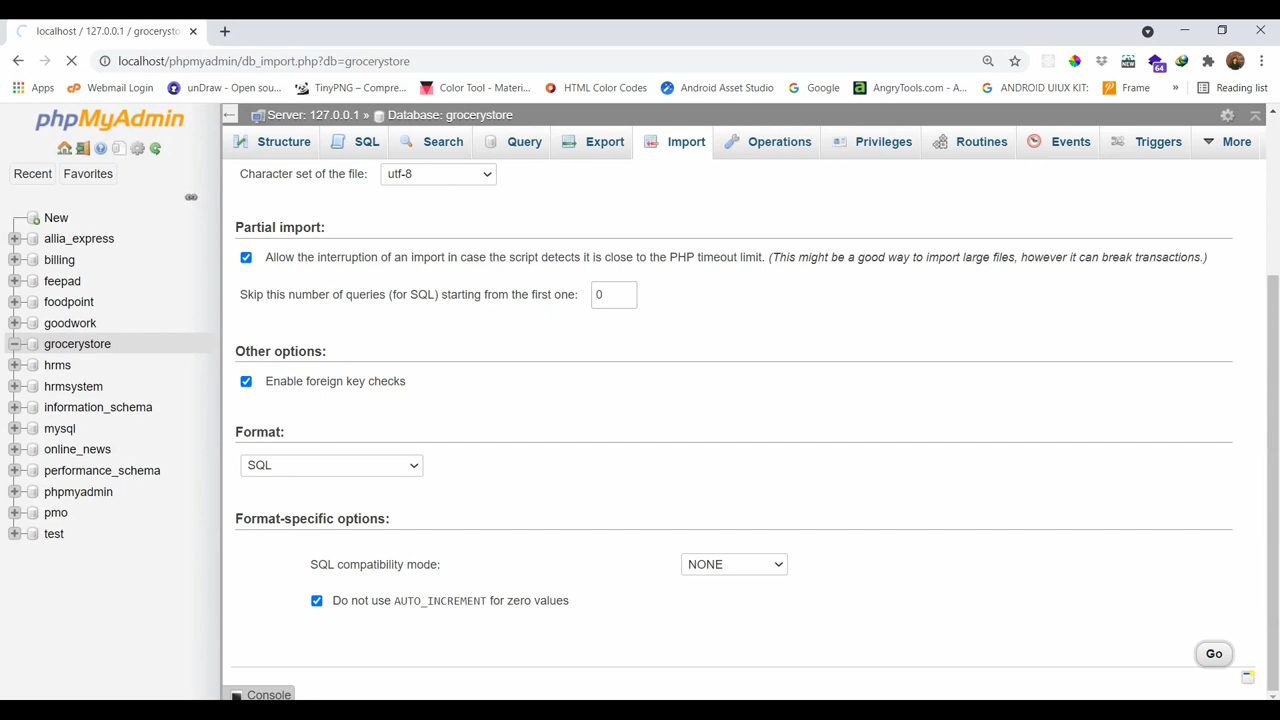 localhost / 127.0.0.1 / grocerysto
localhost/phpmyadmin/db_import.php?db=grocerystore
64
NEW
Apps
Webmail Login
unDraw - Open sou...
TinyPNG – Compre...
Color Tool - Materi...
HTML Color Codes
Android Asset Studio
Google
AngryTools.com - A...
ANDROID UIUX KIT:
Frame
»
Reading list
phpMyAdmin
Server: 127.0.0.1 » Database: grocerystore
Structure
SQL
Search
Query
Export
Import
Operations
Privileges
Routines
Events
Triggers
More
Recent
Favorites
New
allia_express
billing
feepad
foodpoint
goodwork
grocerystore
hrms
hrmsystem
information_schema
mysql
online_news
performance_schema
phpmyadmin
pmo
test
Character set of the file: utf-8
Partial import:
Allow the interruption of an import in case the script detects it is close to the PHP timeout limit. (This might be a good way to import large files, however it can break transactions.)
Skip this number of queries (for SQL) starting from the first one: 0
Other options:
Enable foreign key checks
Format:
SQL
Format-specific options:
SQL compatibility mode: NONE
Do not use AUTO_INCREMENT for zero values
Go
Console